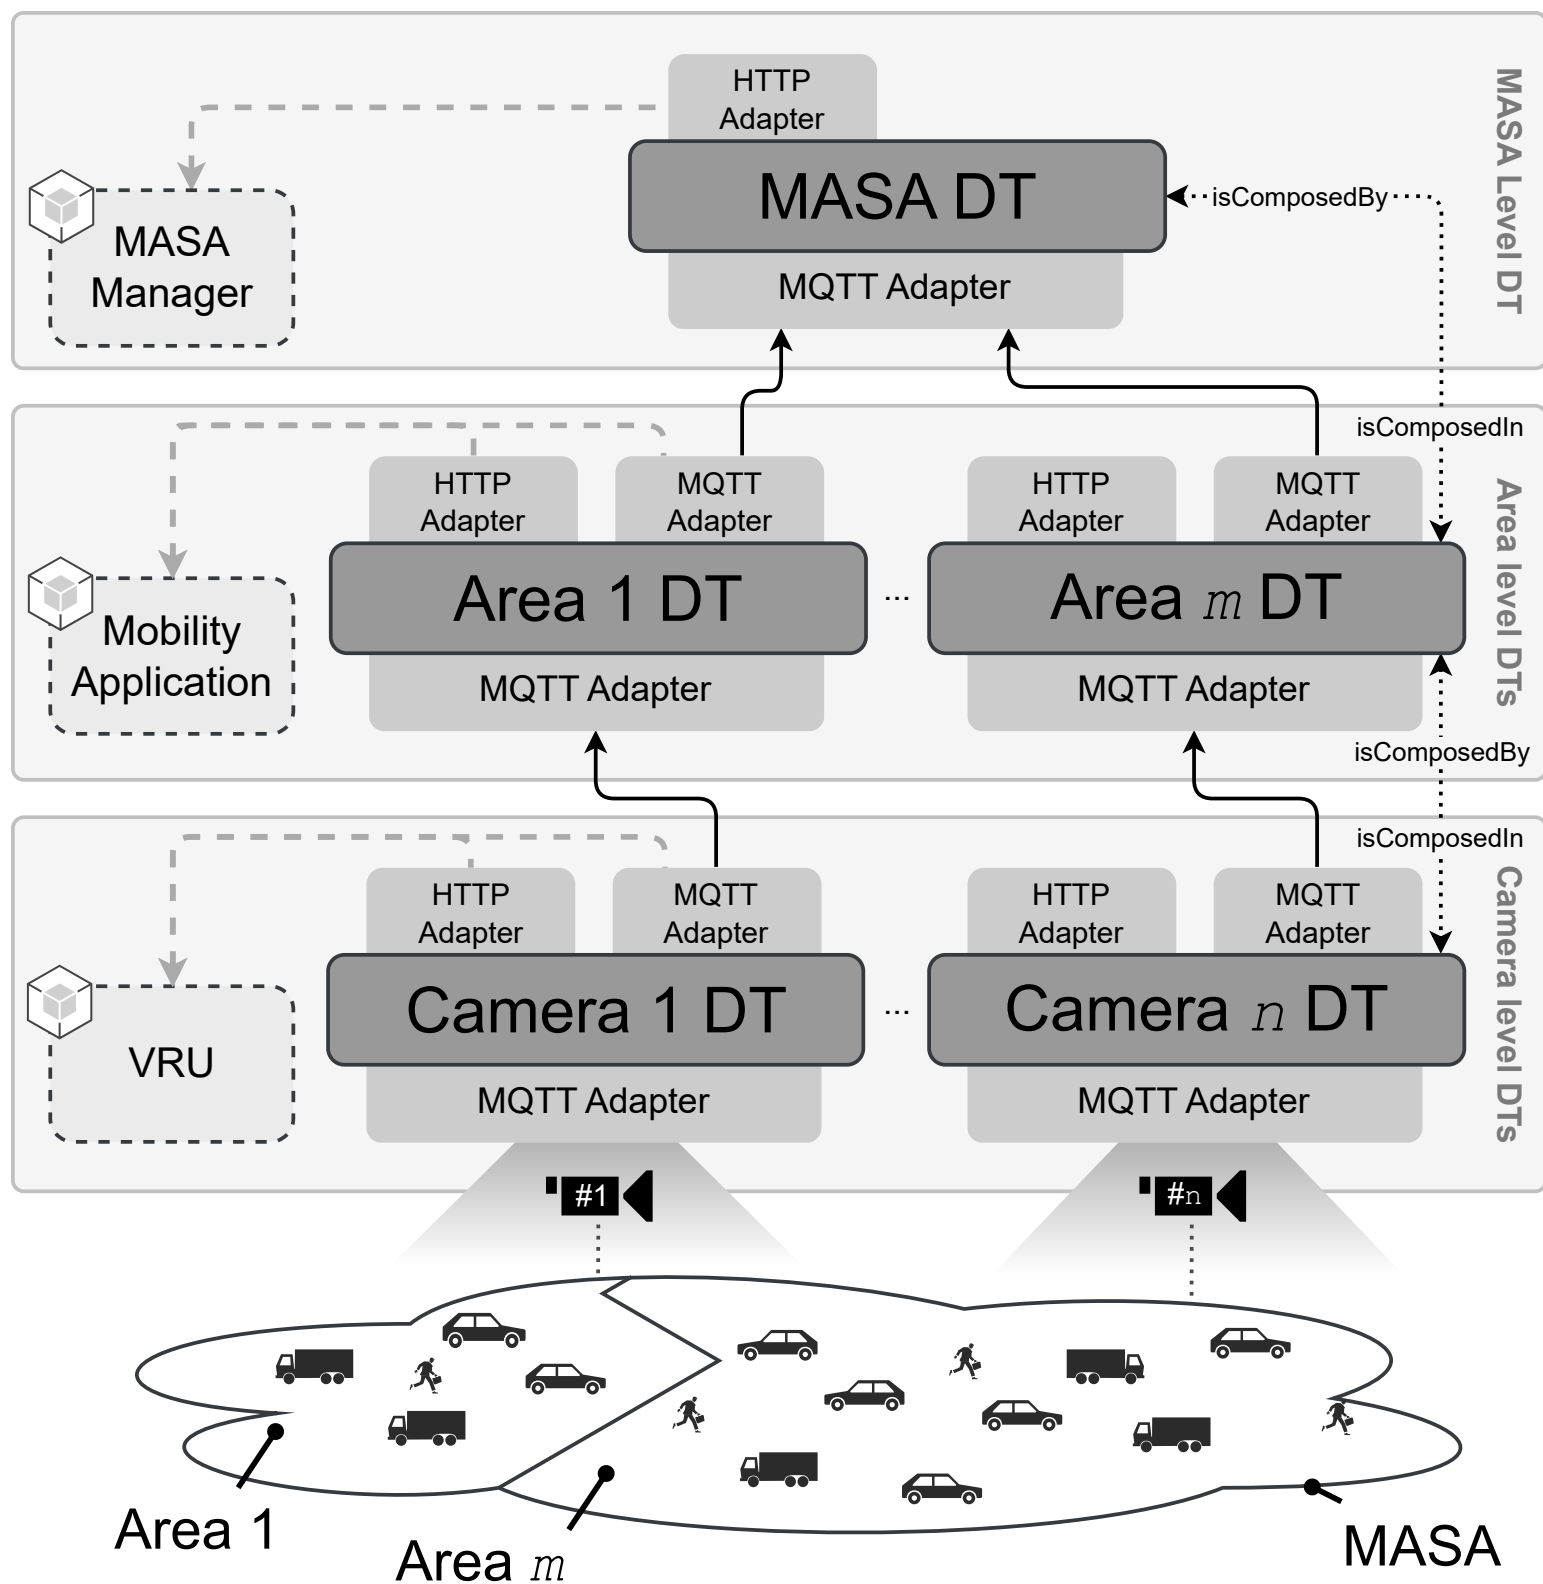 HTTP
Adapter
MASA DT
MQTT Adapter
MASA
Manager
isComposedBy
MASA Level DT
isComposedIn
HTTP
Adapter
MQTT
Adapter
Area 1 DT
MQTT Adapter
...
HTTP
Adapter
MQTT
Adapter
Area m DT
MQTT Adapter
Mobility
Application
Area level DTs
isComposedBy
isComposedIn
HTTP
Adapter
MQTT
Adapter
Camera 1 DT
MQTT Adapter
...
HTTP
Adapter
MQTT
Adapter
Camera n DT
MQTT Adapter
VRU
Camera level DTs
#1
#n
Area 1
Area m
MASA